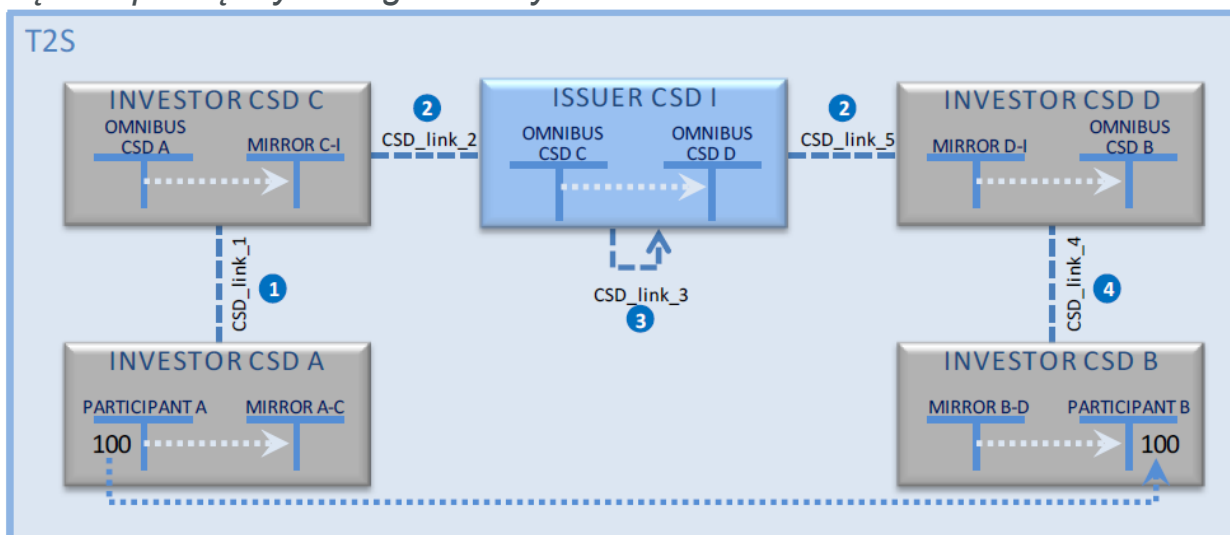 T2S
INVESTOR CSD C
OMNIBUS
CSD A
MIRROR C-I
2
CSD_link_2
ISSUER CSD I
OMNIBUS
CSD C
OMNIBUS
CSD D
2
CSD_link_5
INVESTOR CSD D
MIRROR D-I
OMNIBUS
CSD B
CSD_link_1
1
CSD_link_3
3
CSD_link_4
4
INVESTOR CSD A
PARTICIPANT A
MIRROR A-C
100
INVESTOR CSD B
MIRROR B-D
PARTICIPANT B
100